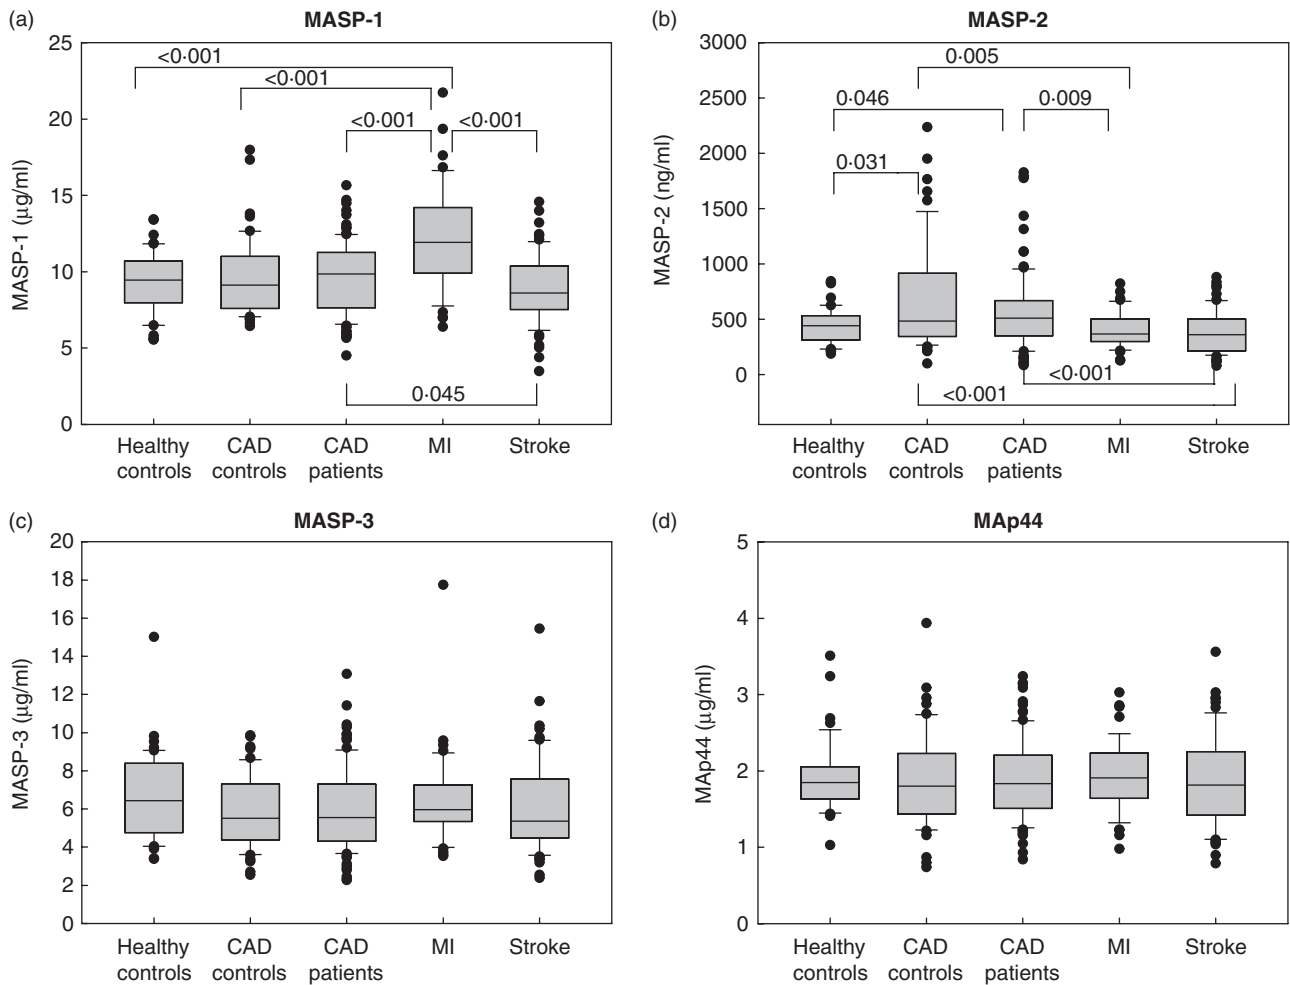 (a)
MASP-1
25
20
15
10
5
0
MASP-1 (µg/ml)
<0·001
<0·001
<0·001
<0·001
0·045
Healthy controls
CAD controls
CAD patients
MI
Stroke
(b)
MASP-2
3000
2500
2000
1500
1000
500
0
MASP-2 (ng/ml)
0·005
0·046
0·009
0·031
<0·001
<0·001
Healthy controls
CAD controls
CAD patients
MI
Stroke
(c)
MASP-3
20
18
16
14
12
10
8
6
4
2
0
MASP-3 (µg/ml)
Healthy controls
CAD controls
CAD patients
MI
Stroke
(d)
MAp44
5
4
3
2
1
0
MAp44 (µg/ml)
Healthy controls
CAD controls
CAD patients
MI
Stroke